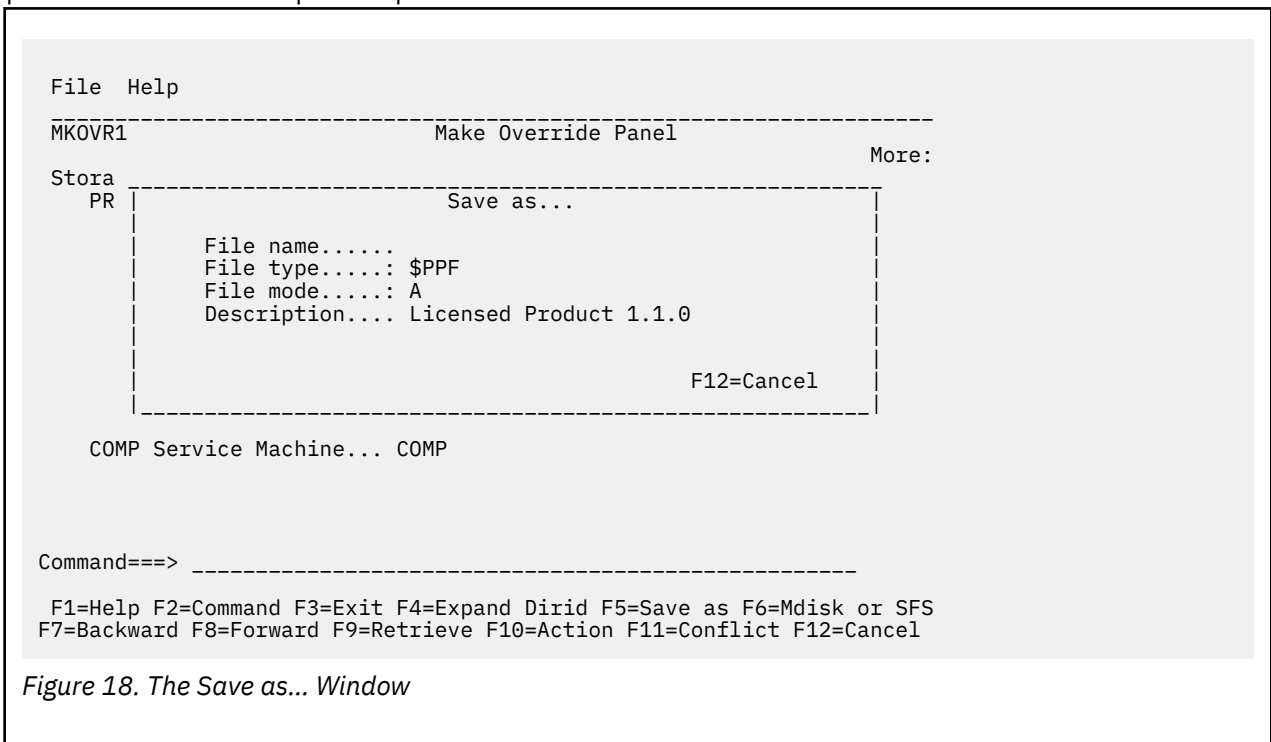 File  Help
MKOVR1                        Make Override Panel
More:
Stora
PR |                        Save as...                       |
File name......
File type.....: $PPF
File mode.....: A
Description.... Licensed Product 1.1.0
F12=Cancel
COMP Service Machine... COMP
Command===> ____________________________________________________
F1=Help F2=Command F3=Exit F4=Expand Dirid F5=Save as F6=Mdisk or SFS
F7=Backward F8=Forward F9=Retrieve F10=Action F11=Conflict F12=Cancel
Figure 18. The Save as... Window